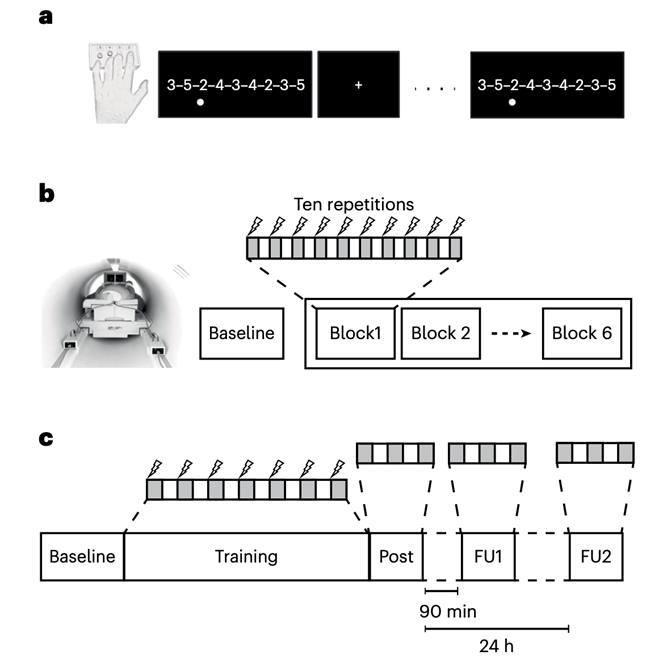 a
3–5–2–4–3–4–2–3–5
+
3–5–2–4–3–4–2–3–5
b
Ten repetitions
Baseline
Block1
Block 2
Block 6
c
Baseline
Training
Post
FU1
FU2
90 min
24 h